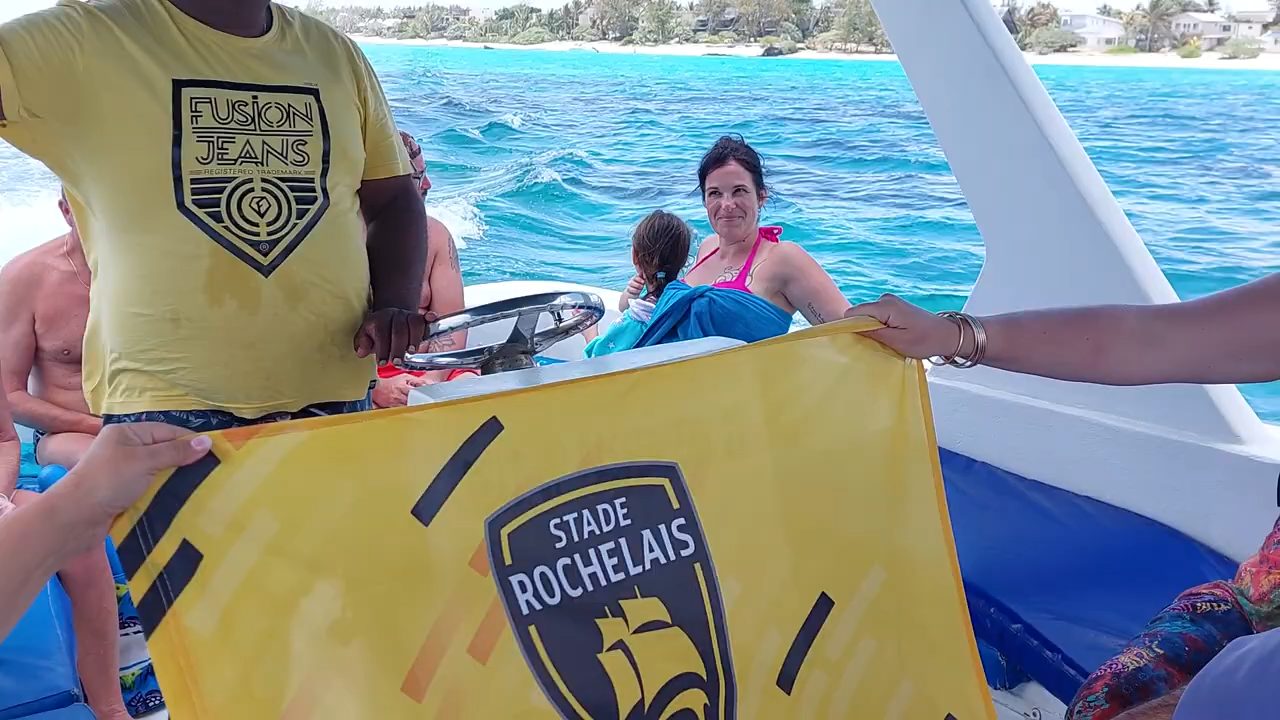 FUSION
JEANS
REGISTERED TRADEMARK
®
STADE
ROCHELAIS